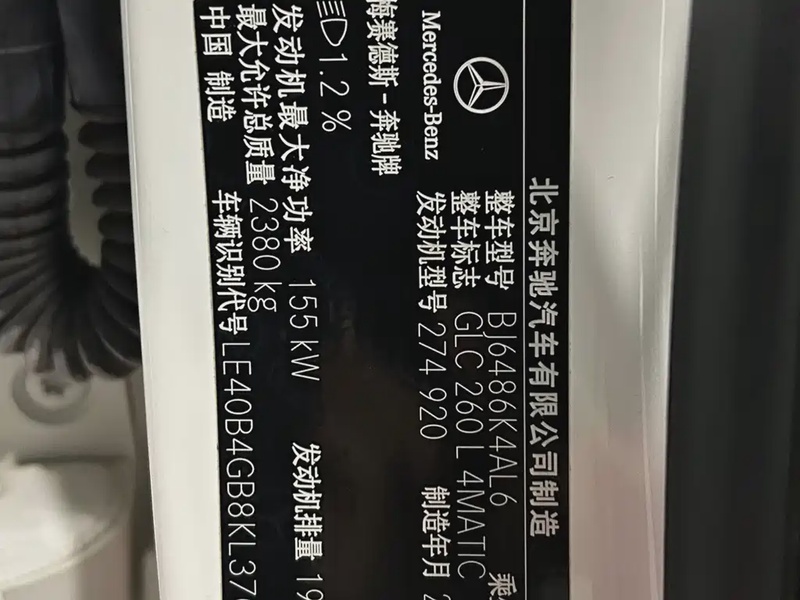 北京奔驰汽车有限公司制造
Mercedes-Benz
整车型号 BJ6486K4AL6
整车标志 GLC 260 L 4MATIC
发动机型号 274 920 制造年月
梅赛德斯-奔驰牌
1.2 %
发动机最大净功率 155 kW 发动机排量 19
最大允许总质量 2380 kg
中国 制造 车辆识别代号 LE40B4GB8KL37